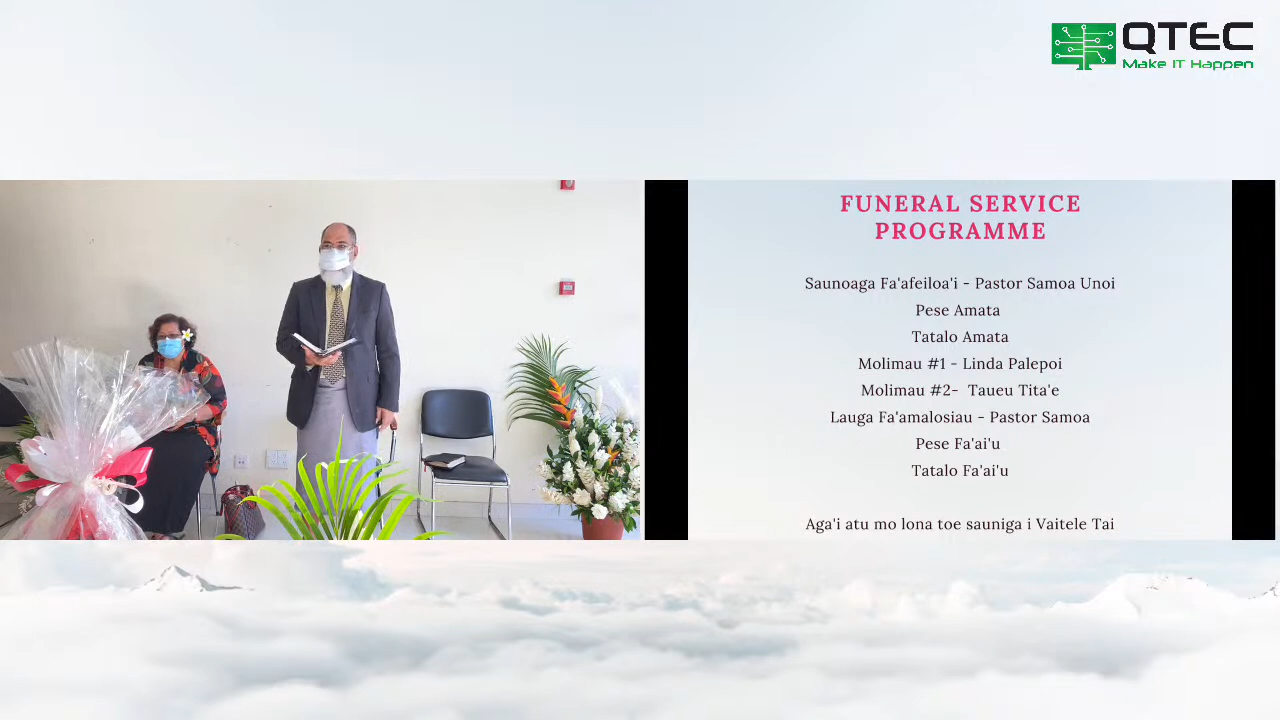 QTEC
Make IT Happen
FUNERAL SERVICE
PROGRAMME
Saunoaga Fa'afeiloa'i - Pastor Samoa Unoi
Pese Amata
Tatalo Amata
Molimau #1 - Linda Palepoi
Molimau #2- Taueu Tita'e
Lauga Fa'amalosiau - Pastor Samoa
Pese Fa'ai'u
Tatalo Fa'ai'u
Aga'i atu mo lona toe sauniga i Vaitele Tai